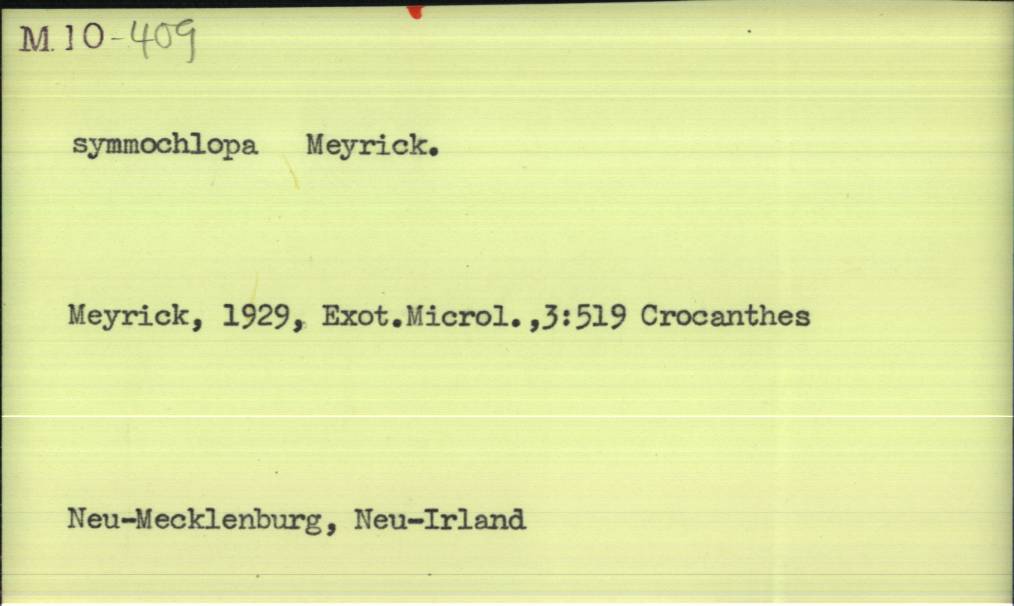 M.10-409
symmochlopa Meyrick.
Meyrick, 1929, Exot.Microl.,3:519 Crocanthes
Neu-Mecklenburg, Neu-Irland